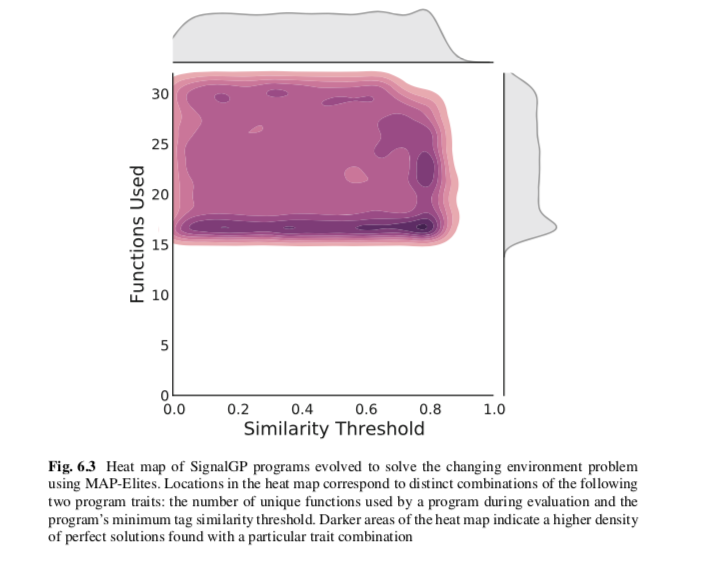 30
25
20
15
10
5
0
Functions Used
0.0 0.2 0.4 0.6 0.8 1.0
Similarity Threshold
Fig. 6.3 Heat map of SignalGP programs evolved to solve the changing environment problem
using MAP-Elites. Locations in the heat map correspond to distinct combinations of the following
two program traits: the number of unique functions used by a program during evaluation and the
program's minimum tag similarity threshold. Darker areas of the heat map indicate a higher density
of perfect solutions found with a particular trait combination